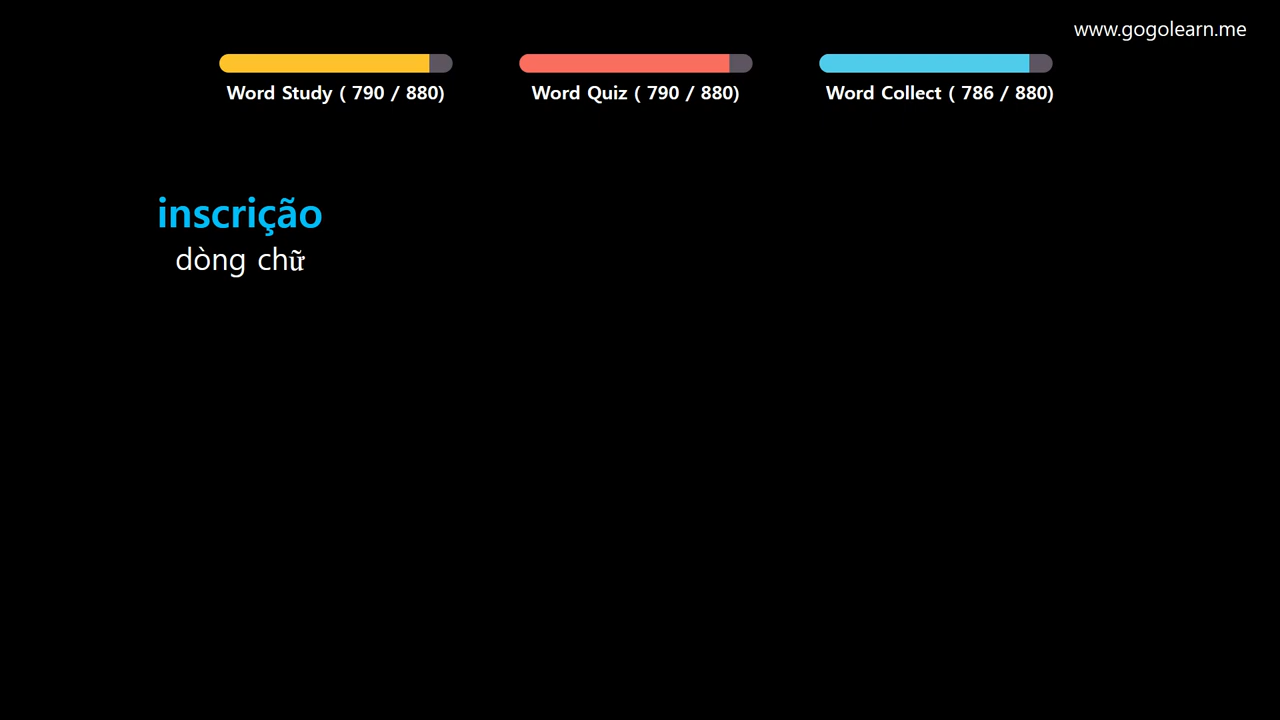 www.gogolearn.me
Word Study ( 790 / 880)
Word Quiz ( 790 / 880)
Word Collect ( 786 / 880)
inscrição
dòng chữ